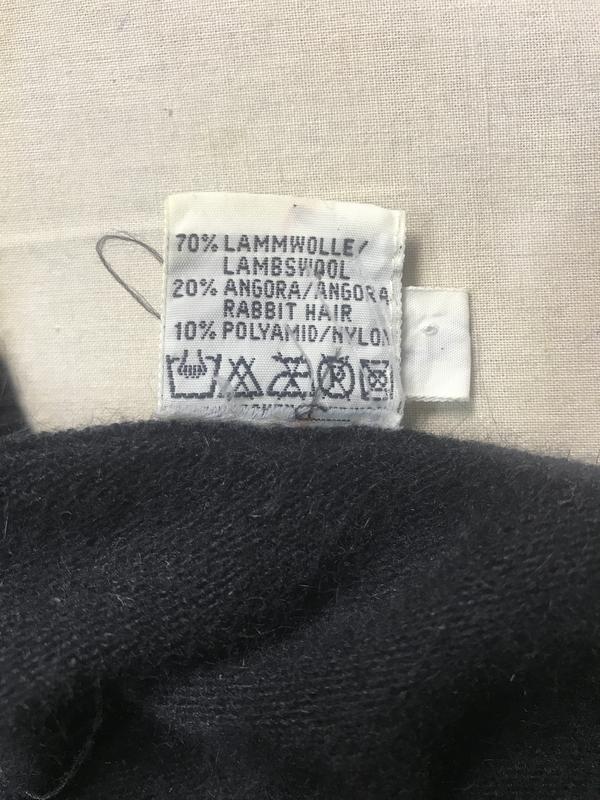 70% LAMMWOLLE/
LAMBSWOOL
20% ANGORA/ANGORA
RABBIT HAIR
10% POLYAMID/NYLON